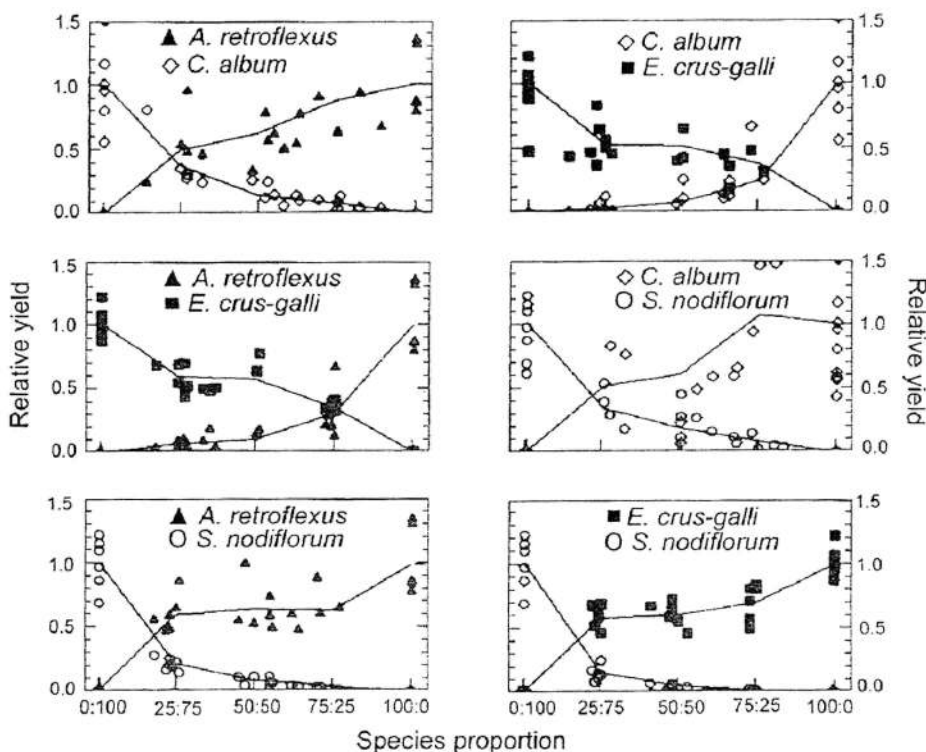 1.5
1.0
0.5
0.0
A. retroflexus
C. album
C. album
E. crus-galli
1.5
1.0
0.5
0.0
1.5
1.0
0.5
0.0
A. retroflexus
E. crus-galli
C. album
S. nodiflorum
1.5
1.0
0.5
0.0
Relative yield
Relative yield
1.5
1.0
0.5
0.0
A. retroflexus
S. nodiflorum
E. crus-galli
S. nodiflorum
1.5
1.0
0.5
0.0
0:100 25:75 50:50 75:25 100:0
0:100 25:75 50:50 75:25 100:0
Species proportion